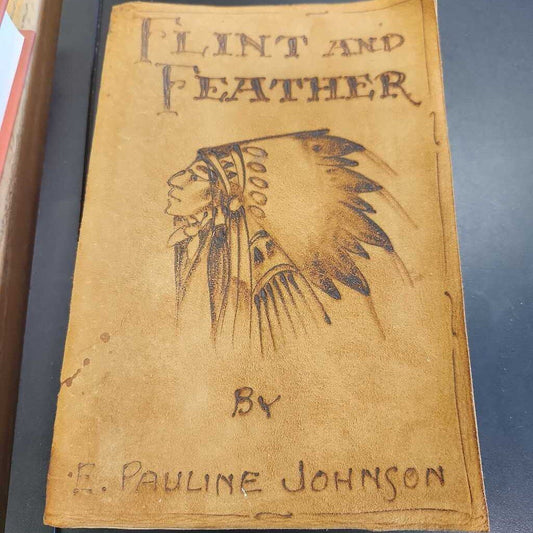 FLINT AND
FEATHER
BY
E. PAULINE JOHNSON